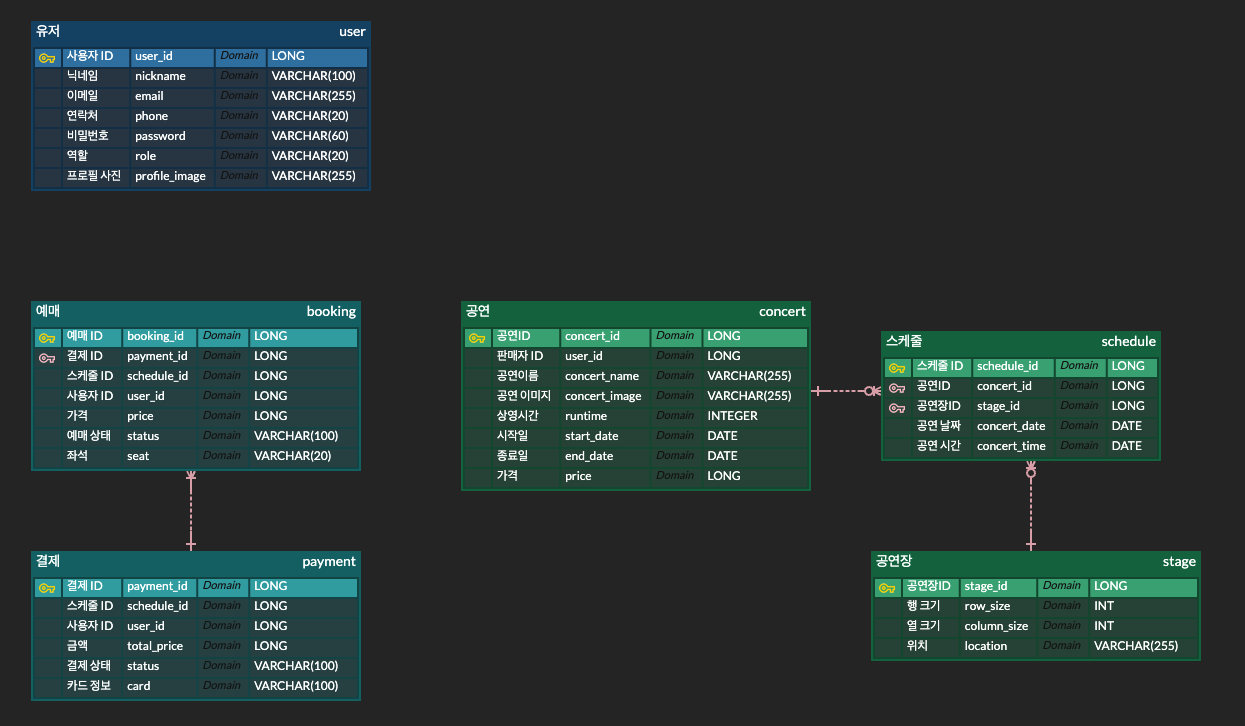 유저 user
사용자 ID user_id Domain LONG
닉네임 nickname Domain VARCHAR(100)
이메일 email Domain VARCHAR(255)
연락처 phone Domain VARCHAR(20)
비밀번호 password Domain VARCHAR(60)
역할 role Domain VARCHAR(20)
프로필 사진 profile_image Domain VARCHAR(255)
예매 booking
예매 ID booking_id Domain LONG
결제 ID payment_id Domain LONG
스케줄 ID schedule_id Domain LONG
사용자 ID user_id Domain LONG
가격 price Domain LONG
예매 상태 status Domain VARCHAR(100)
좌석 seat Domain VARCHAR(20)
공연 concert
공연ID concert_id Domain LONG
판매자 ID user_id Domain LONG
공연이름 concert_name Domain VARCHAR(255)
공연 이미지 concert_image Domain VARCHAR(255)
상영시간 runtime Domain INTEGER
시작일 start_date Domain DATE
종료일 end_date Domain DATE
가격 price Domain LONG
스케줄 schedule
스케줄 ID schedule_id Domain LONG
공연ID concert_id Domain LONG
공연장ID stage_id Domain LONG
공연 날짜 concert_date Domain DATE
공연 시간 concert_time Domain DATE
결제 payment
결제 ID payment_id Domain LONG
스케줄 ID schedule_id Domain LONG
사용자 ID user_id Domain LONG
금액 total_price Domain LONG
결제 상태 status Domain VARCHAR(100)
카드 정보 card Domain VARCHAR(100)
공연장 stage
공연장ID stage_id Domain LONG
행 크기 row_size Domain INT
열 크기 column_size Domain INT
위치 location Domain VARCHAR(255)